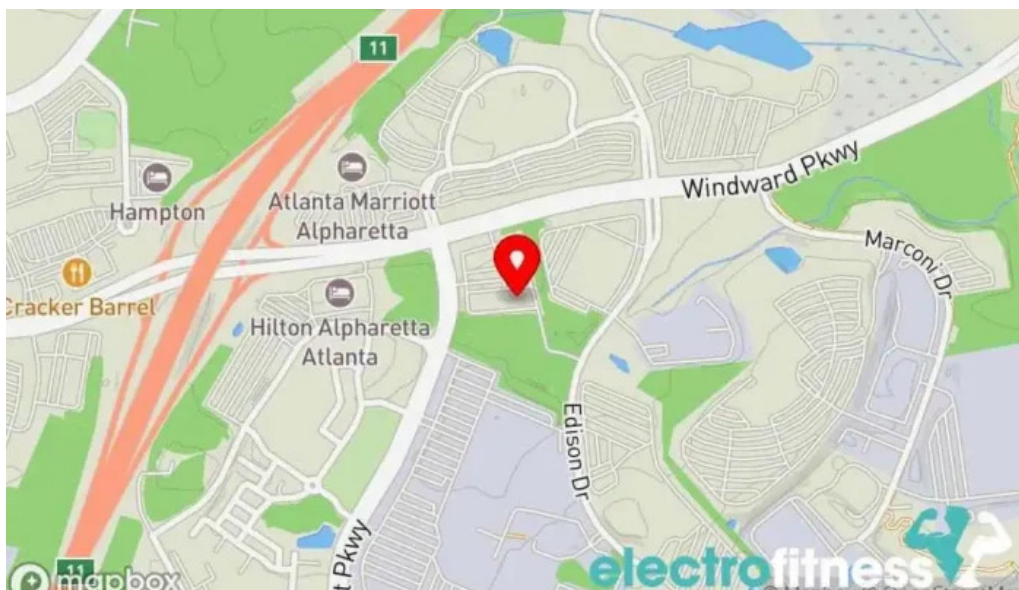 11
Windward Pkwy
Hampton
Atlanta Marriott
Alpharetta
Marconi Dr
Cracker Barrel
Hilton Alpharetta
Atlanta
Edison Dr
Pkwy
11
mapbox
electrofitness